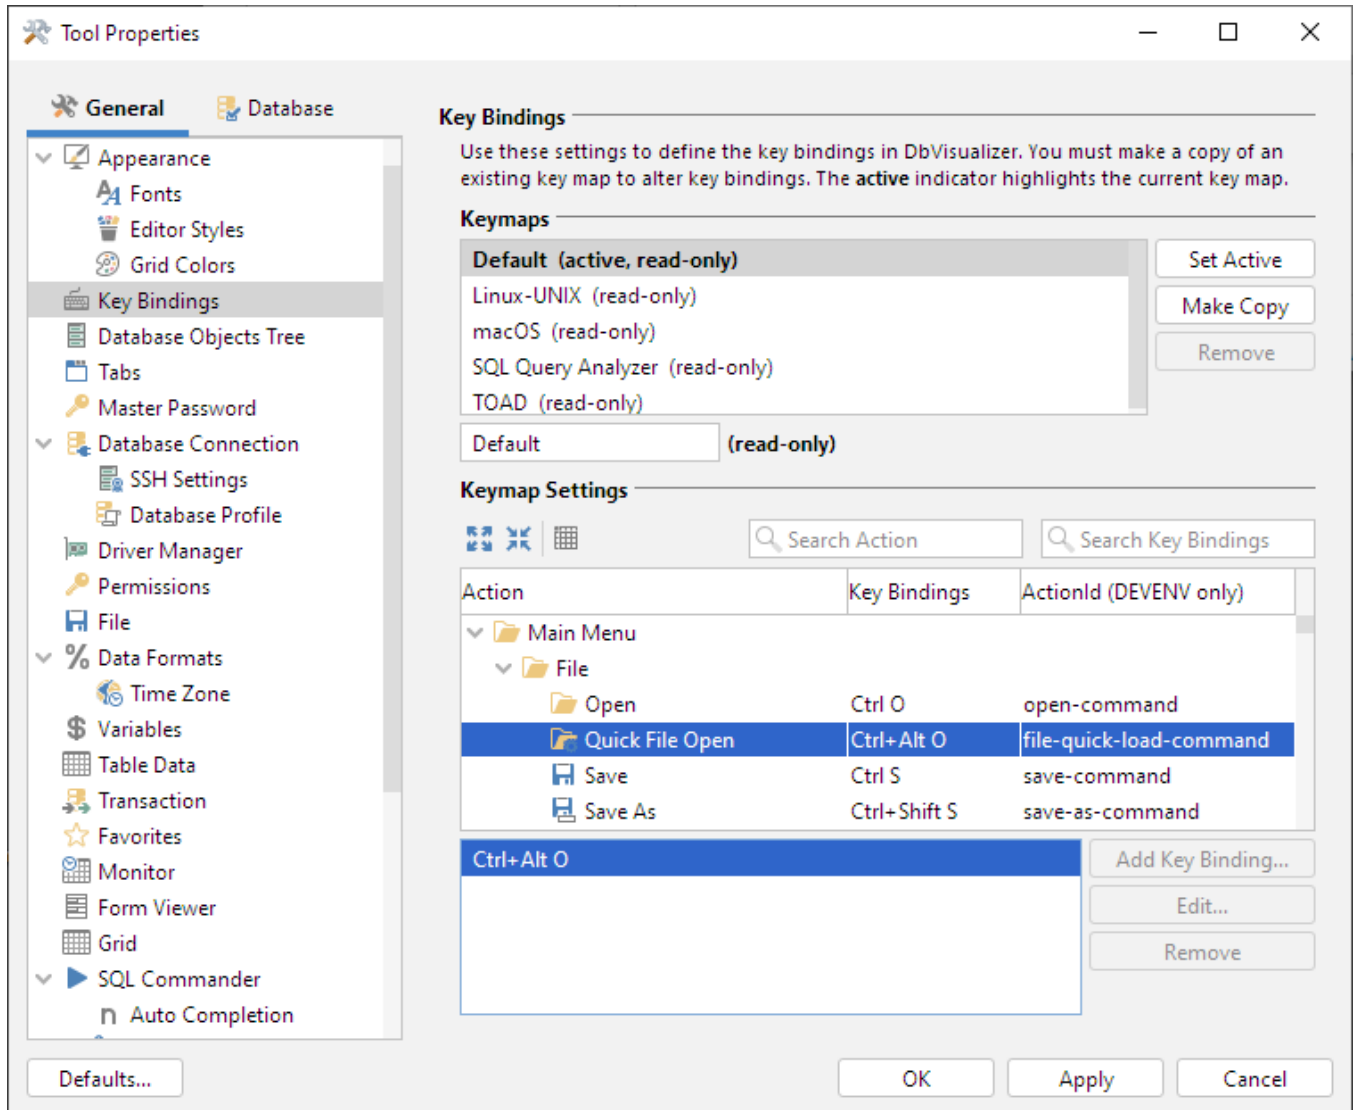 Tool Properties
General
Database
Appearance
Fonts
Editor Styles
Grid Colors
Key Bindings
Database Objects Tree
Tabs
Master Password
Database Connection
SSH Settings
Database Profile
Driver Manager
Permissions
File
Data Formats
Time Zone
Variables
Table Data
Transaction
Favorites
Monitor
Form Viewer
Grid
SQL Commander
Auto Completion
Key Bindings
Use these settings to define the key bindings in DbVisualizer. You must make a copy of an
existing key map to alter key bindings. The active indicator highlights the current key map.
Keymaps
Default (active, read-only)
Linux-UNIX (read-only)
macOS (read-only)
SQL Query Analyzer (read-only)
TOAD (read-only)
Set Active
Make Copy
Remove
Default (read-only)
Keymap Settings
Search Action Search Key Bindings
Action Key Bindings ActionId (DEVENV only)
Main Menu
File
Open Ctrl O open-command
Quick File Open Ctrl+Alt O file-quick-load-command
Save Ctrl S save-command
Save As Ctrl+Shift S save-as-command
Ctrl+Alt O
Add Key Binding...
Edit...
Remove
Defaults... OK Apply Cancel